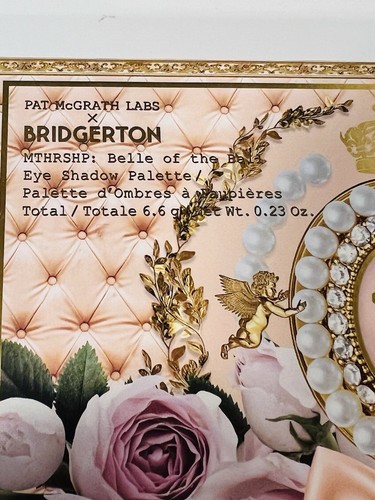 PAT McGRATH LABS
×
BRIDGERTON
MTHRSHP: Belle of the Ball
Eye Shadow Palette/
Palette d'Ombres à Paupières
Total/Totale 6.6 g/Net Wt. 0.23 Oz.